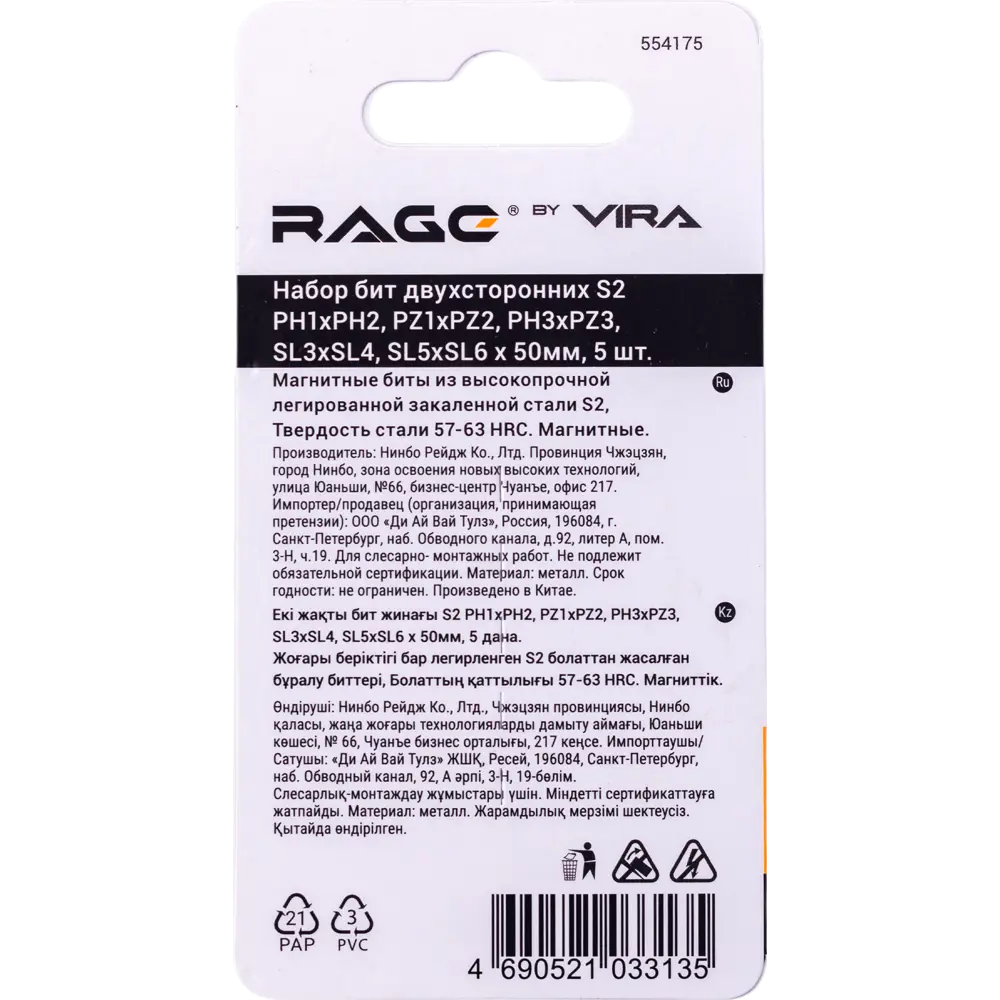 554175
RAGE® BY VIRA
Набор бит двухсторонних S2
PH1xPH2, PZ1xPZ2, PH3xPZ3,
SL3xSL4, SL5xSL6 x 50мм, 5 шт.
Магнитные биты из высокопрочной
легированной закаленной стали S2,
Твердость стали 57-63 HRC. Магнитные.
Ru
Производитель: Нинбо Рейдж Ко., Лтд. Провинция Чжэцзян,
город Нинбо, зона освоения новых высоких технологий,
улица Юаньши, №66, бизнес-центр Чуанъе, офис 217.
Импортер/продавец (организация, принимающая
претензии): ООО «Ди Ай Вай Тулз», Россия, 196084, г.
Санкт-Петербург, наб. Обводного канала, д.92, литер А, пом.
3-Н, ч.19. Для слесарно- монтажных работ. Не подлежит
обязательной сертификации. Материал: металл. Срок
годности: не ограничен. Произведено в Китае.
Екі жақты бит жинағы S2 PH1xPH2, PZ1xPZ2, PH3xPZ3,
SL3xSL4, SL5xSL6 x 50мм, 5 дана.
Kz
Жоғары беріктігі бар легирленген S2 болаттан жасалған
бұралу биттері, Болаттың қаттылығы 57-63 HRC. Магниттік.
Өндіруші: Нинбо Рейдж Ко., Лтд., Чжэцзян провинциясы, Нинбо
қаласы, жаңа жоғары технологияларды дамыту аймағы, Юаньши
көшесі, № 66, Чуанъе бизнес орталығы, 217 кеңсе. Импорттаушы/
Сатушы: «Ди Ай Вай Тулз» ЖШҚ, Ресей, 196084, Санкт-Петербург,
наб. Обводный канал, 92, А әрпі, 3-Н, 19-бөлім.
Слесарлық-монтаждау жұмыстары үшін. Міндетті сертификаттауға
жатпайды. Материал: металл. Жарамдылық мерзімі шектеусіз.
Қытайда өндірілген.
21 3
PAP PVC
4 690521 033135